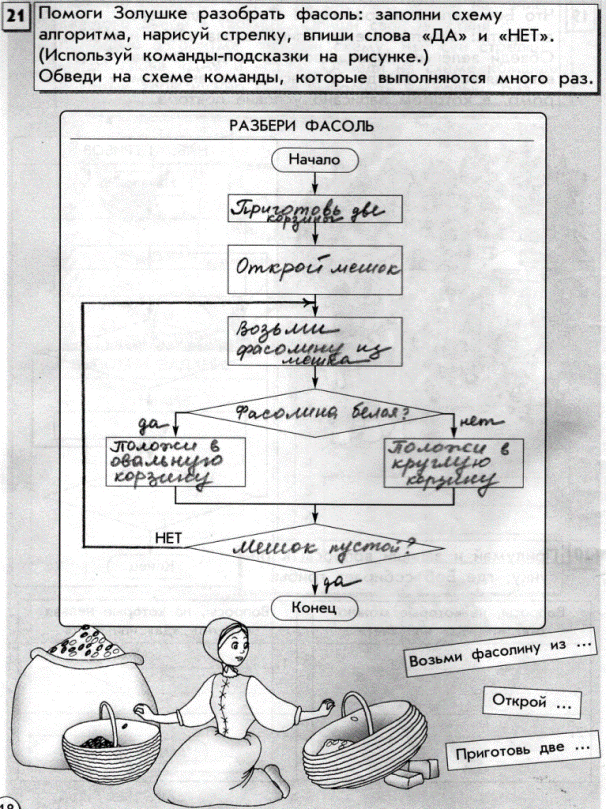 21 Помоги Золушке разобрать фасоль: заполни схему
алгоритма, нарисуй стрелку, впиши слова «ДА» и «НЕТ».
(Используй команды-подсказки на рисунке.)
Обведи на схеме команды, которые выполняются много раз.
РАЗБЕРИ ФАСОЛЬ
Начало
Приготовь две
корзины
Открой мешок
Возьми
фасолину из
мешка
Фасолина белая?
да
нет
Положи в
овальную
корзину
Положи в
круглую
корзину
НЕТ
Мешок пустой?
да
Конец
Возьми фасолину из ...
Открой ...
Приготовь две ...
18